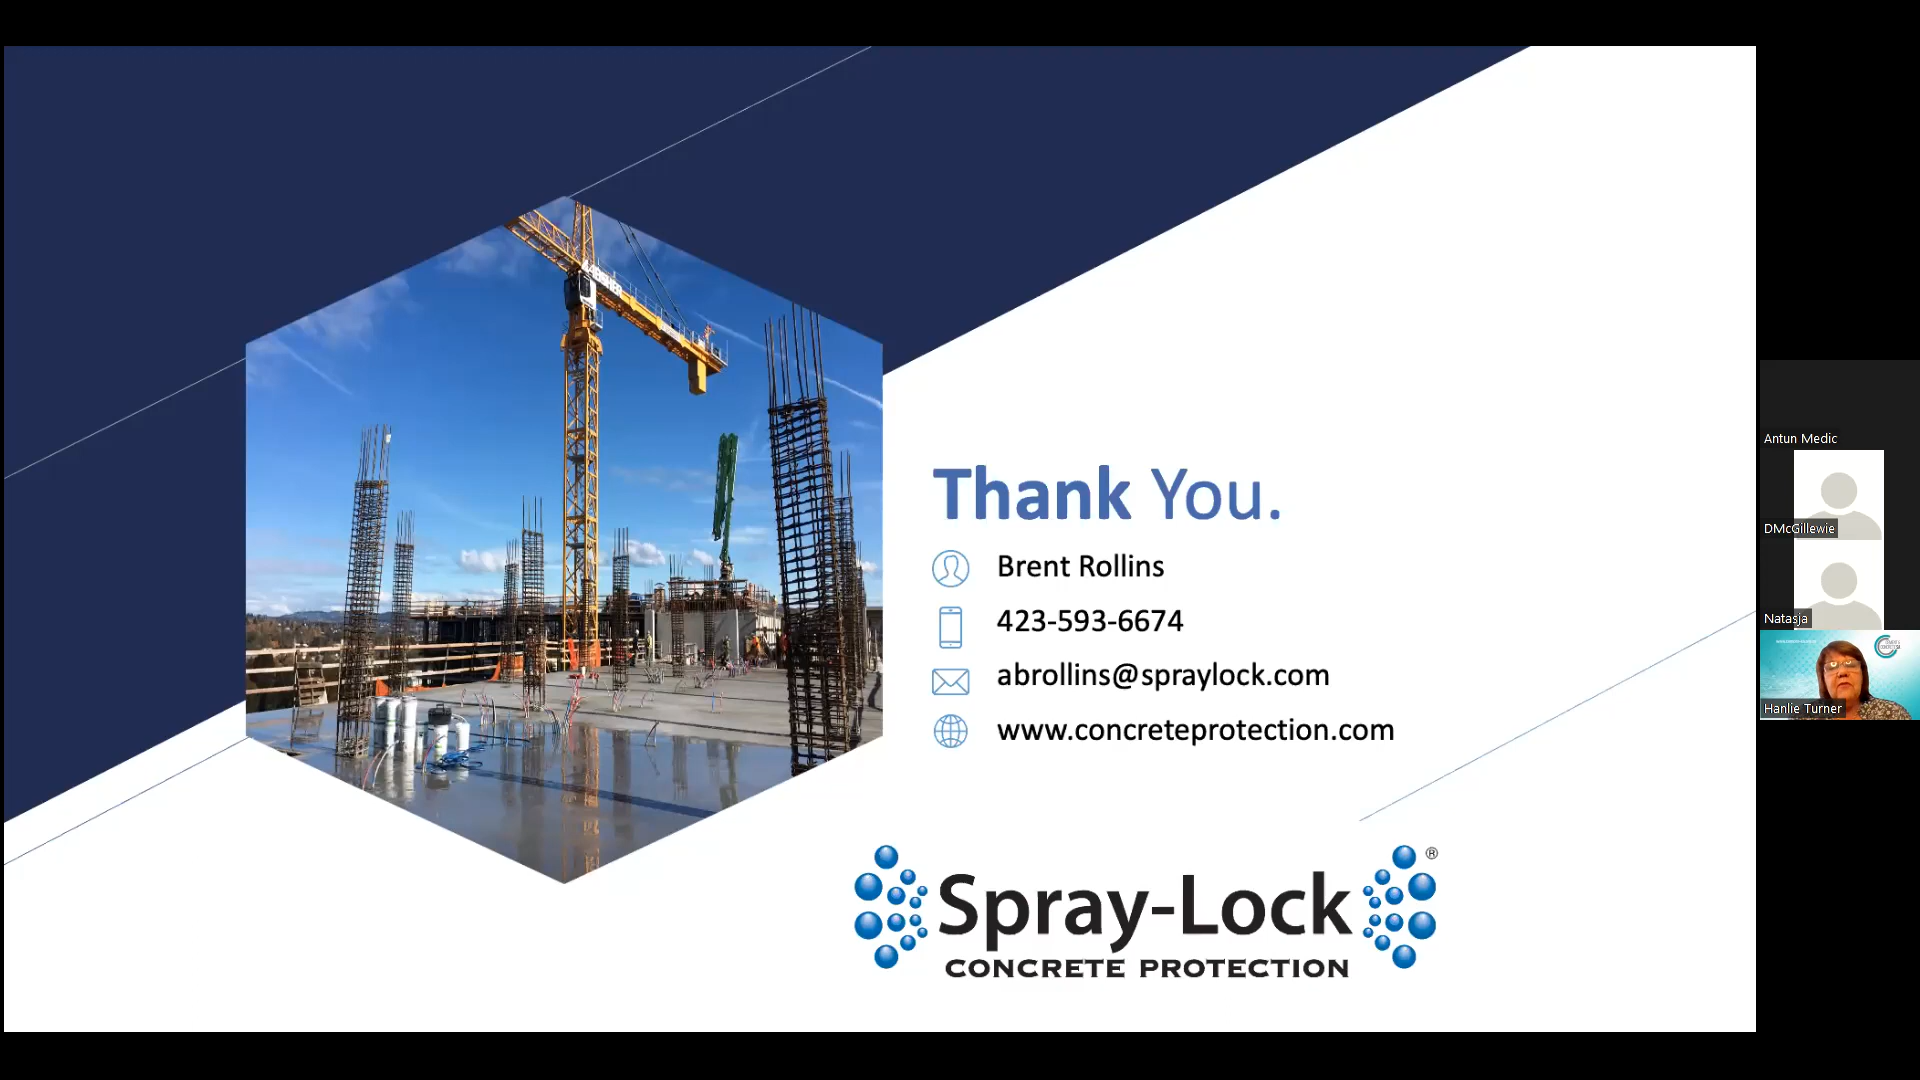 Thank You.
Brent Rollins
423-593-6674
abrollins@spraylock.com
www.concreteprotection.com
Spray-Lock ®
CONCRETE PROTECTION
Antun Medic
DMcGillewie
Natasja
Hanlie Turner